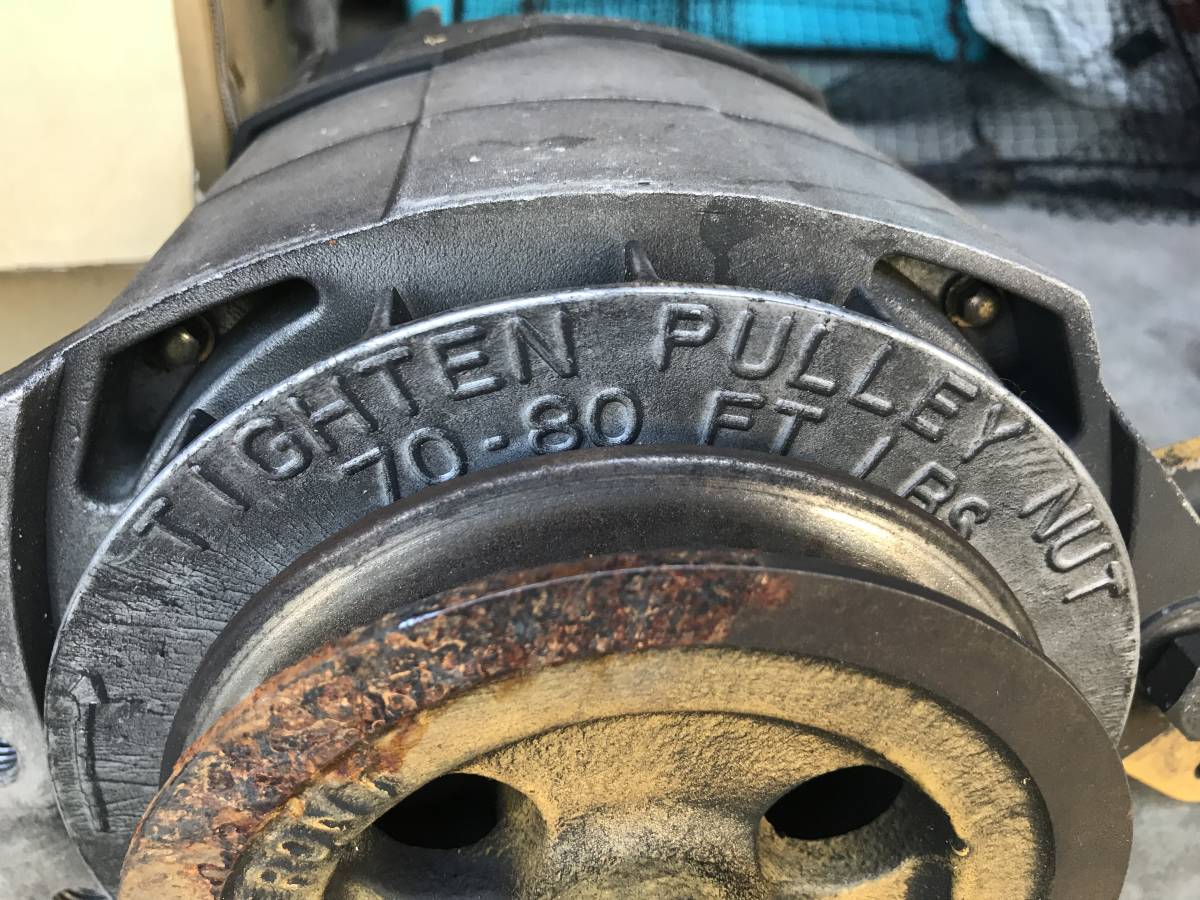 TIGHTEN PULLEY NUT
70-80 FT LBS